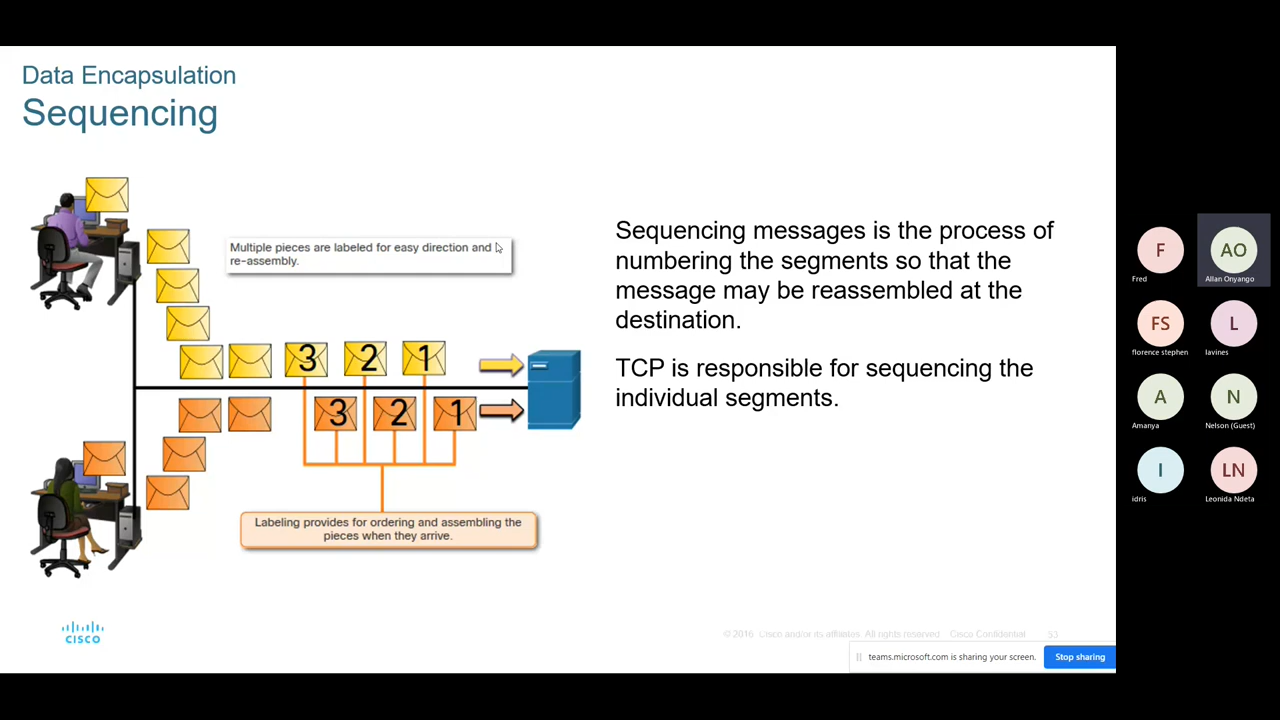 Data Encapsulation
Sequencing
Multiple pieces are labeled for easy direction and
re-assembly.
3 2 1
3 2 1
Labeling provides for ordering and assembling the
pieces when they arrive.
Sequencing messages is the process of
numbering the segments so that the
message may be reassembled at the
destination.
TCP is responsible for sequencing the
individual segments.
CISCO
© 2016 Cisco and/or its affiliates. All rights reserved. Cisco Confidential 53
teams.microsoft.com is sharing your screen. Stop sharing
F AO
Fred Allan Onyango
FS L
florence stephen lavines
A N
Amanya Nelson (Guest)
I LN
idris Leonida Ndeta